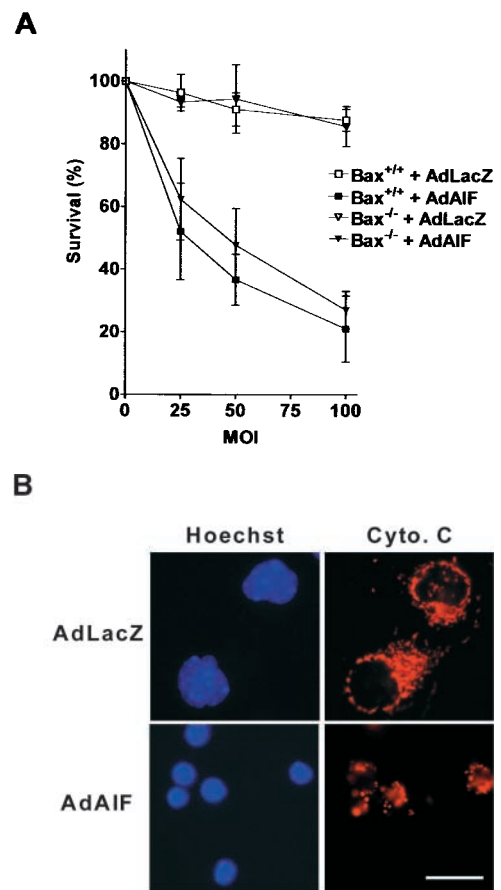 A
100
80
60
40
20
0
Survival (%)
0 25 50 75 100
MOI
Bax+/+ + AdLacZ
Bax+/+ + AdAIF
Bax-/- + AdLacZ
Bax-/- + AdAIF
B
Hoechst Cyto. C
AdLacZ
AdAIF